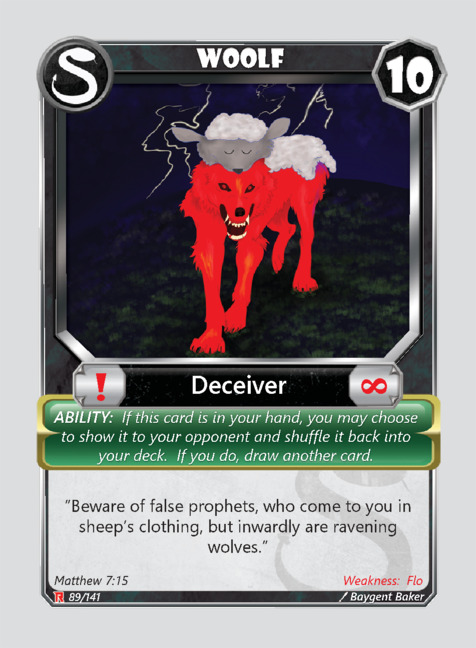 S WOOLF 10
! Deceiver ∞
ABILITY: If this card is in your hand, you may choose
to show it to your opponent and shuffle it back into
your deck. If you do, draw another card.
"Beware of false prophets, who come to you in
sheep's clothing, but inwardly are ravening
wolves."
Matthew 7:15 Weakness: Flo
R 89/141 Baygent Baker